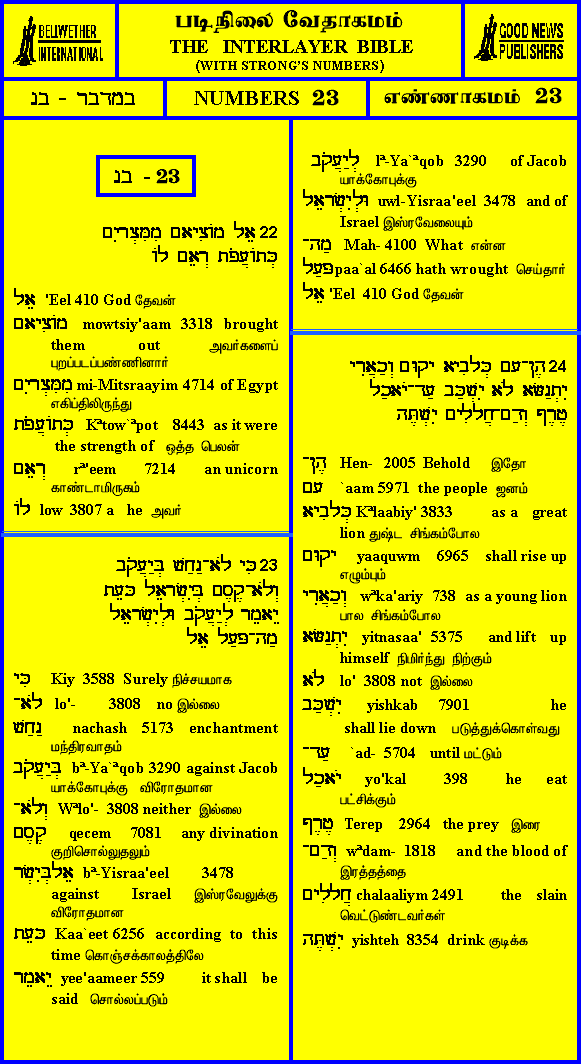 BELLWETHER
INTERNATIONAL
படிநிலை வேதாகமம்
THE INTERLAYER BIBLE
(WITH STRONG'S NUMBERS)
GOOD NEWS
PUBLISHERS
במדבר - בנ
NUMBERS 23
எண்ணாகமம் 23
בנ - 23
22 אֵל מוֹצִיאָם מִמִּצְרָיִם
כְּתוֹעֲפֹת רְאֵם לוֹ
אֵל 'Eel 410 God தேவன்
מוֹצִיאָם mowtsiy'aam 3318 brought
them out அவர்களைப்
புறப்படப்பண்ணினார்
מִמִּצְרָיִם mi-Mitsraayim 4714 of Egypt
எகிப்திலிருந்து
כְּתוֹעֲפֹת Kªtow`apot 8443 as it were
the strength of ஒத்த பெலன்
רְאֵם rª'eem 7214 an unicorn
காண்டாமிருகம்
לוֹ low 3807 a he அவர்
23 כִּי לֹא־נַחַשׁ בְּיַעֲקֹב
וְלֹא־קֶסֶם בְּיִשְׂרָאֵל כָּעֵת
יֵאָמֵר לְיַעֲקֹב וּלְיִשְׂרָאֵל
מַה־פָּעַל אֵל
כִּי Kiy 3588 Surely நிச்சயமாக
לֹא־ lo'- 3808 no இல்லை
נַחַשׁ nachash 5173 enchantment
மந்திரவாதம்
בְּיַעֲקֹב bª-Ya`ªqob 3290 against Jacob
யாக்கோபுக்கு விரோதமான
וְלֹא־ Wªlo'- 3808 neither இல்லை
קֶסֶם qecem 7081 any divination
குறிசொல்லுதலும்
אֵלבְּיִשְׂר bª-Yisraa'eel 3478
against Israel இஸ்ரவேலுக்கு
விரோதமான
כָּעֵת Kaa`eet 6256 according to this
time கொஞ்சக்காலத்திலே
יֵאָמֵר yee'aameer 559 it shall be
said சொல்லப்படும்
לְיַעֲקֹב lª-Ya`ªqob 3290 of Jacob
யாக்கோபுக்கு
וּלְיִשְׂרָאֵל uwl-Yisraa'eel 3478 and of
Israel இஸ்ரவேலையும்
מַה־ Mah- 4100 What என்ன
פָּעַל paa`al 6466 hath wrought செய்தார்
אֵל 'Eel 410 God தேவன்
24 הֶן־עָם כְּלָבִיא יָקוּם וְכַאֲרִי
יִתְנַשָּׂא לֹא יִשְׁכַּב עַד־יֹאכַל
טֶרֶף וְדַם־חֲלָלִים יִשְׁתֶּה
הֶן־ Hen- 2005 Behold இதோ
עָם `aam 5971 the people ஜனம்
כְּלָבִיא Kªlaabiy' 3833 as a great
lion துஷ்ட சிங்கம்போல
יָקוּם yaaquwm 6965 shall rise up
எழும்பும்
וְכַאֲרִי wªka'ariy 738 as a young lion
பால சிங்கம்போல
יִתְנַשָּׂא yitnasaa' 5375 and lift up
himself நிமிர்ந்து நிற்கும்
לֹא lo' 3808 not இல்லை
יִשְׁכַּב yishkab 7901 he
shall lie down படுத்துக்கொள்வது
עַד־ `ad- 5704 until மட்டும்
יֹאכַל yo'kal 398 he eat
பட்சிக்கும்
טֶרֶף Terep 2964 the prey இரை
וְדַם־ wªdam- 1818 and the blood of
இரத்தத்தை
חֲלָלִים chalaaliym 2491 the slain
வெட்டுண்டவர்கள்
יִשְׁתֶּה yishteh 8354 drink குடிக்க